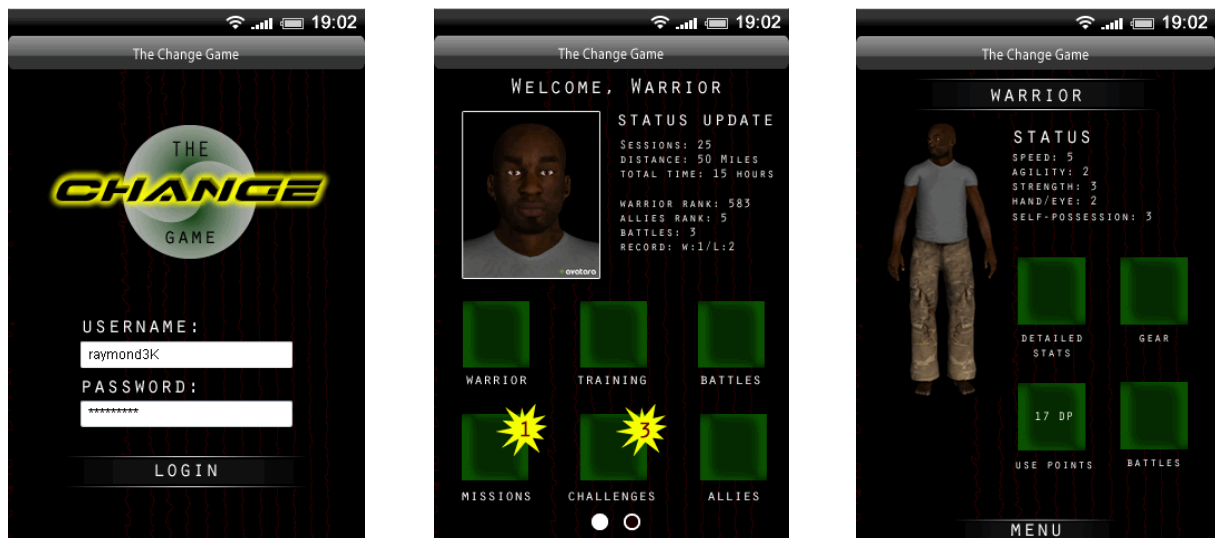 19:02
The Change Game
THE
CHANGE
GAME
USERNAME:
raymond3K
PASSWORD:
*********
LOGIN
19:02
The Change Game
WELCOME, WARRIOR
STATUS UPDATE
SESSIONS: 25
DISTANCE: 50 MILES
TOTAL TIME: 15 HOURS
WARRIOR RANK: 583
ALLIES RANK: 5
BATTLES: 3
RECORD: W:1/L:2
avatara
WARRIOR
TRAINING
BATTLES
1
3
MISSIONS
CHALLENGES
ALLIES
19:02
The Change Game
WARRIOR
STATUS
SPEED: 5
AGILITY: 2
STRENGTH: 3
HAND/EYE: 2
SELF-POSSESSION: 3
DETAILED
STATS
GEAR
17 DP
USE POINTS
BATTLES
MENU